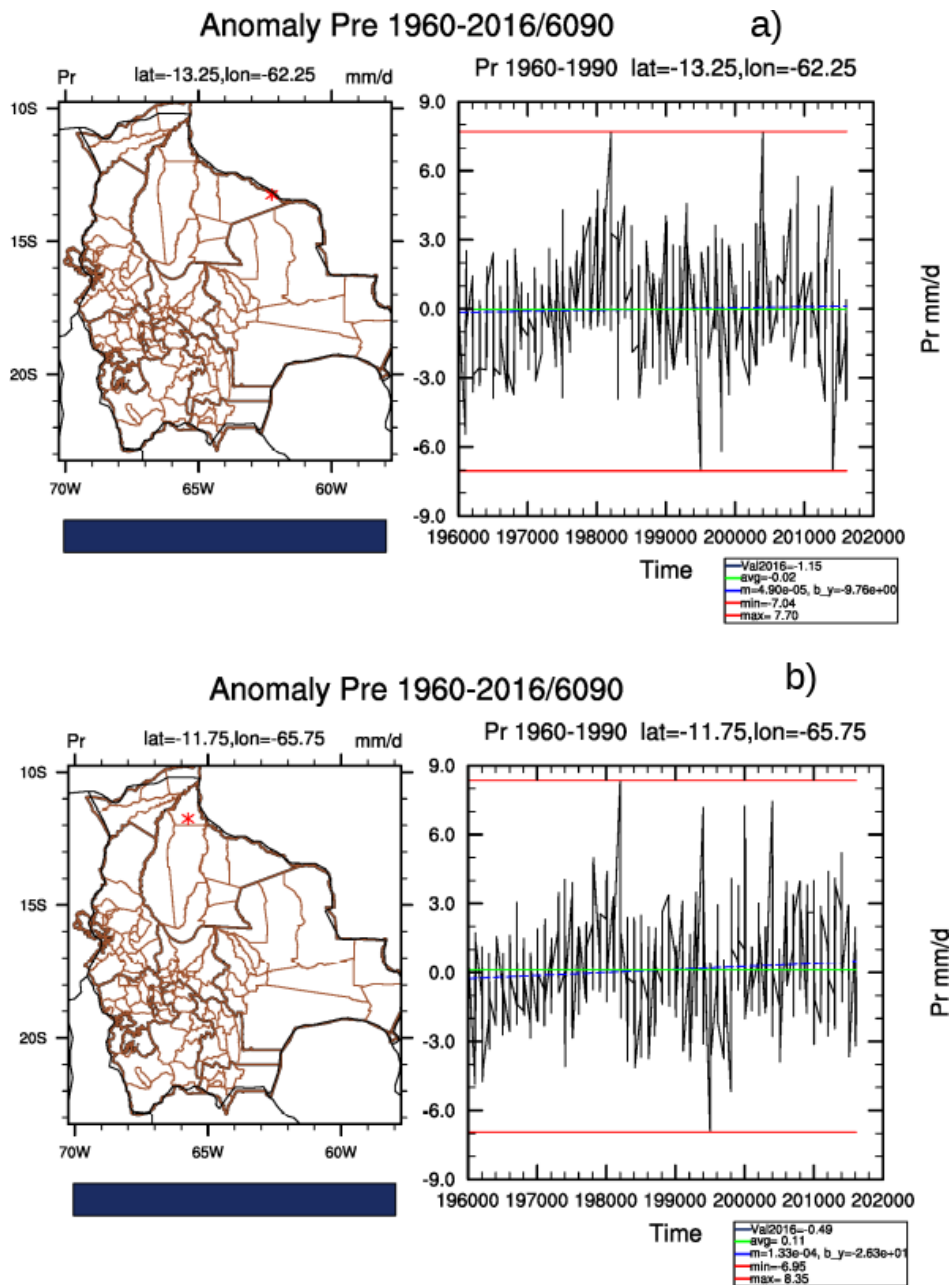 Anomaly Pre 1960-2016/6090
a)
Pr lat=-13.25,lon=-62.25 mm/d
Pr 1960-1990 lat=-13.25,lon=-62.25
10S
15S
20S
70W 65W 60W
9.0
6.0
3.0
0.0
-3.0
-6.0
-9.0
Pr mm/d
196000 197000 198000 199000 200000 201000 202000
Time
Val2016=-1.15
avg=-0.02
m=4.90e-05, b_y=-9.76e+00
min=-7.04
max= 7.70
Anomaly Pre 1960-2016/6090
b)
Pr lat=-11.75,lon=-65.75 mm/d
Pr 1960-1990 lat=-11.75,lon=-65.75
10S
15S
20S
70W 65W 60W
9.0
6.0
3.0
0.0
-3.0
-6.0
-9.0
Pr mm/d
196000 197000 198000 199000 200000 201000 202000
Time
Val2016=-0.49
avg= 0.11
m=1.33e-04, b_y=-2.63e+01
min=-6.95
max= 8.35